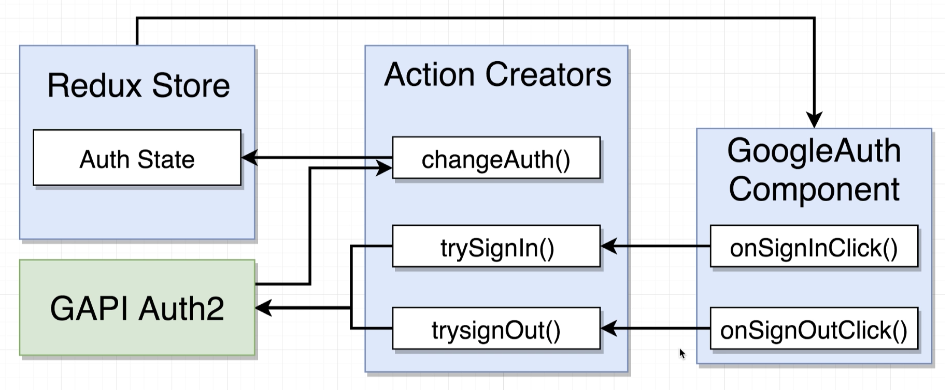 Redux Store
Auth State
GAPI Auth2
Action Creators
changeAuth()
trySignIn()
trysignOut()
GoogleAuth
Component
onSignInClick()
onSignOutClick()